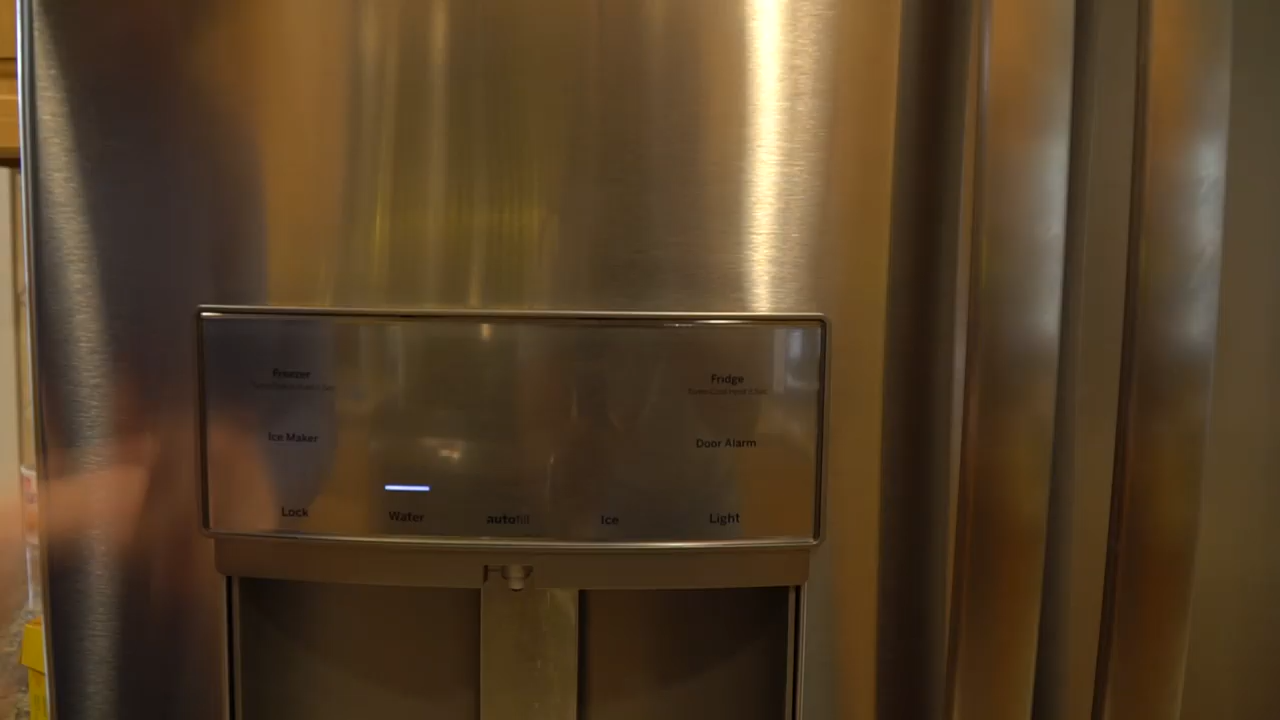 Freezer
Fridge
Ice Maker
Door Alarm
Lock
Water
autofill
Ice
Light